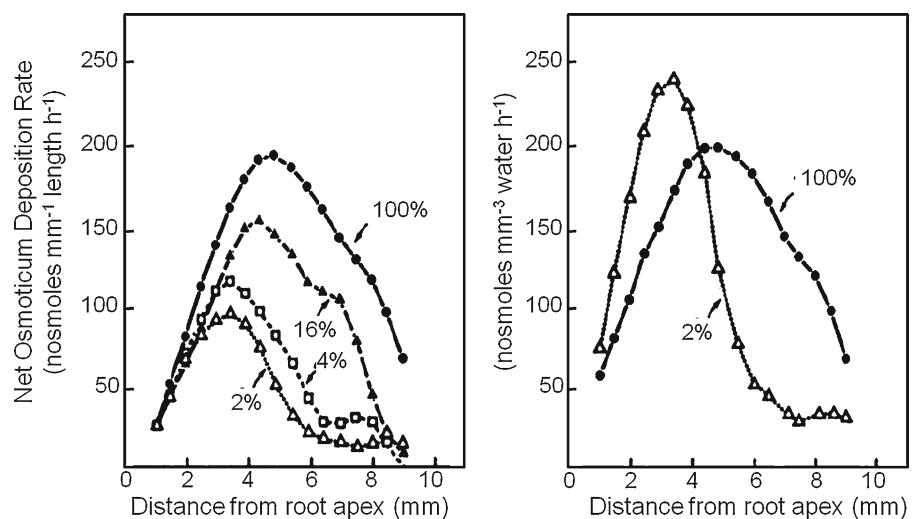 Net Osmoticum Deposition Rate
(nosmoles mm⁻¹ length h⁻¹)
250
200
150
100
50
100%
16%
4%
2%
0 2 4 6 8 10
Distance from root apex (mm)
(nosmoles mm⁻³ water h⁻¹)
250
200
150
100
50
100%
2%
0 2 4 6 8 10
Distance from root apex (mm)